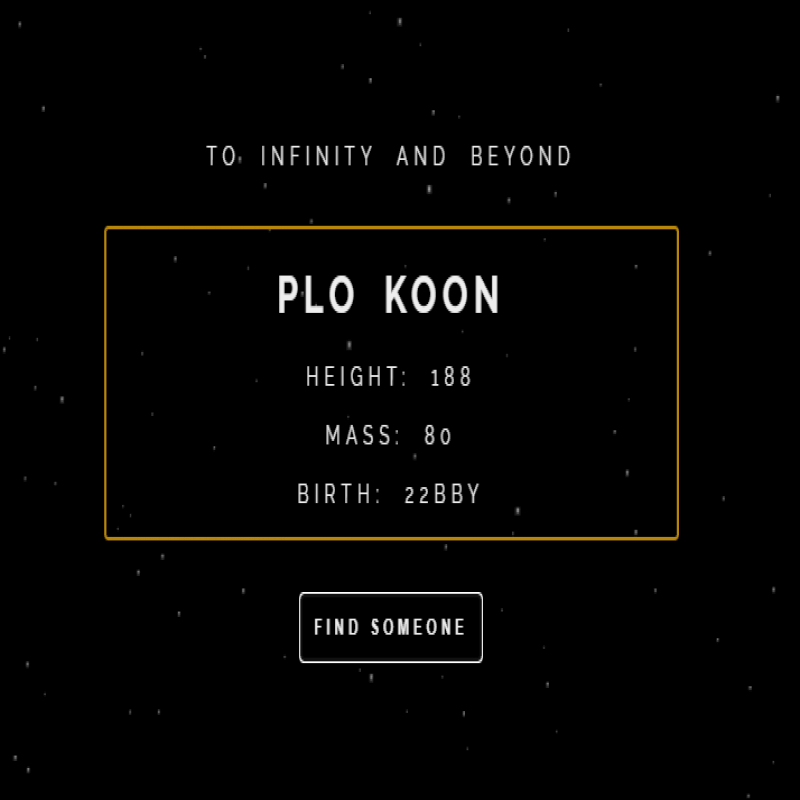 TO INFINITY AND BEYOND
PLO KOON
HEIGHT: 188
MASS: 80
BIRTH: 22BBY
FIND SOMEONE